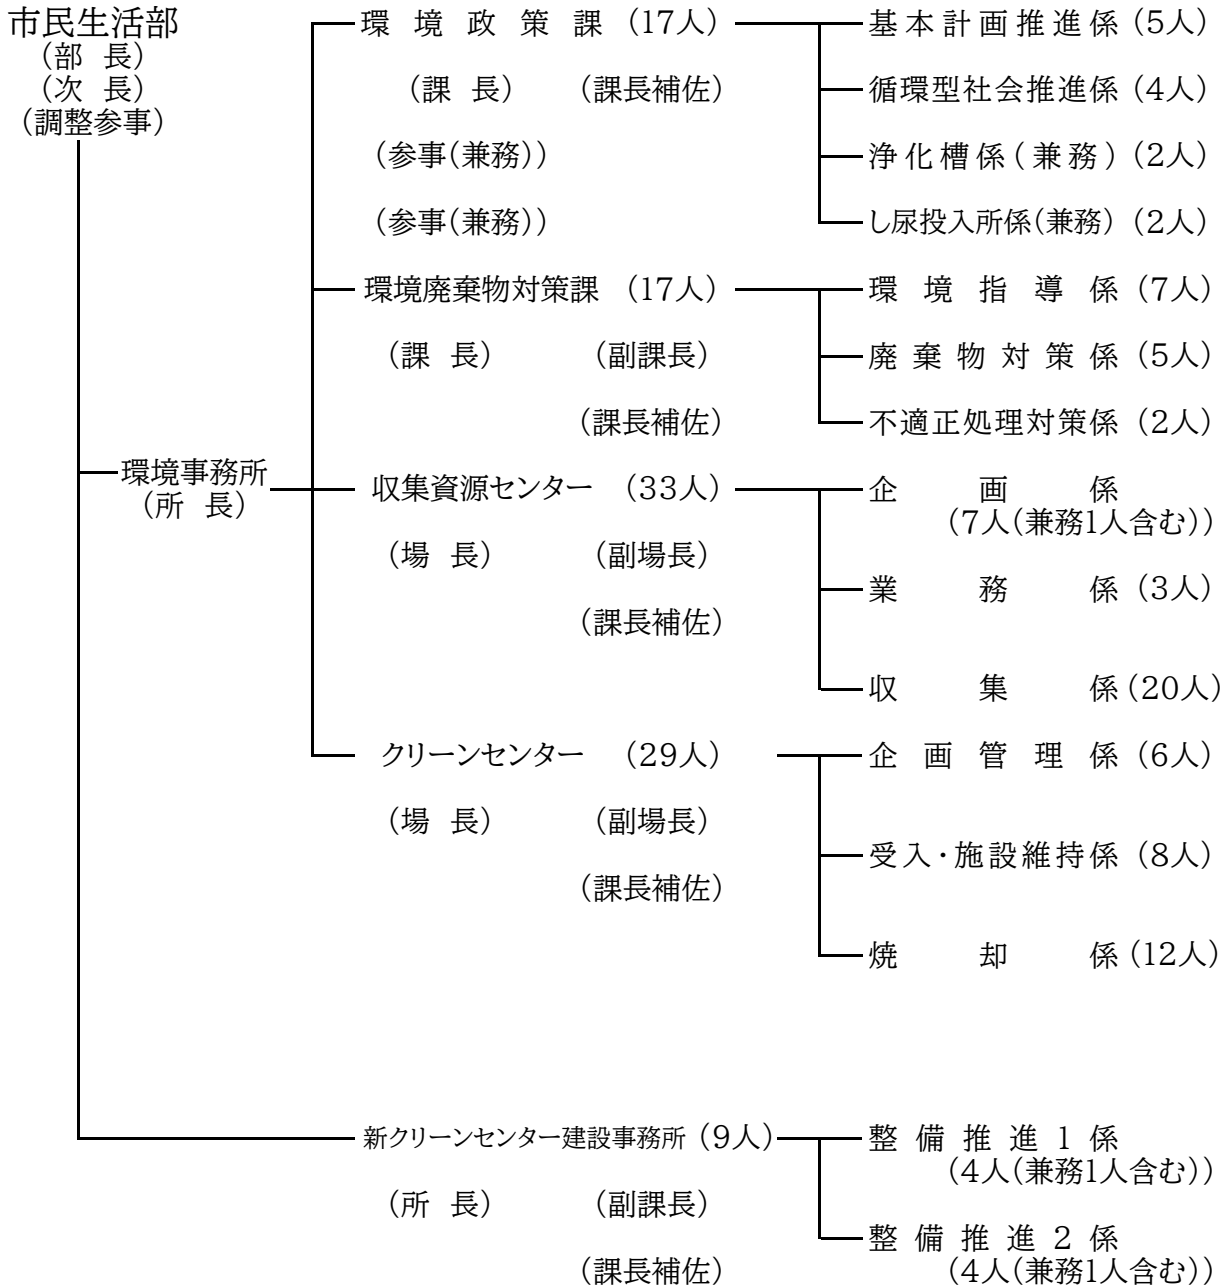 市民生活部
(部 長)
(次 長)
(調整参事)
環境事務所
(所 長)
環境政策課 (17人)
(課 長) (課長補佐)
(参事(兼務))
(参事(兼務))
基本計画推進係 (5人)
循環型社会推進係 (4人)
浄化槽係(兼務) (2人)
し尿投入所係(兼務) (2人)
環境廃棄物対策課 (17人)
(課 長) (副課長)
(課長補佐)
環境指導係 (7人)
廃棄物対策係 (5人)
不適正処理対策係 (2人)
収集資源センター (33人)
(場 長) (副場長)
(課長補佐)
企画係
(7人(兼務1人含む))
業務係 (3人)
収集係 (20人)
クリーンセンター (29人)
(場 長) (副場長)
(課長補佐)
企画管理係 (6人)
受入・施設維持係 (8人)
焼却係 (12人)
新クリーンセンター建設事務所 (9人)
(所 長) (副課長)
(課長補佐)
整備推進1係
(4人(兼務1人含む))
整備推進2係
(4人(兼務1人含む))